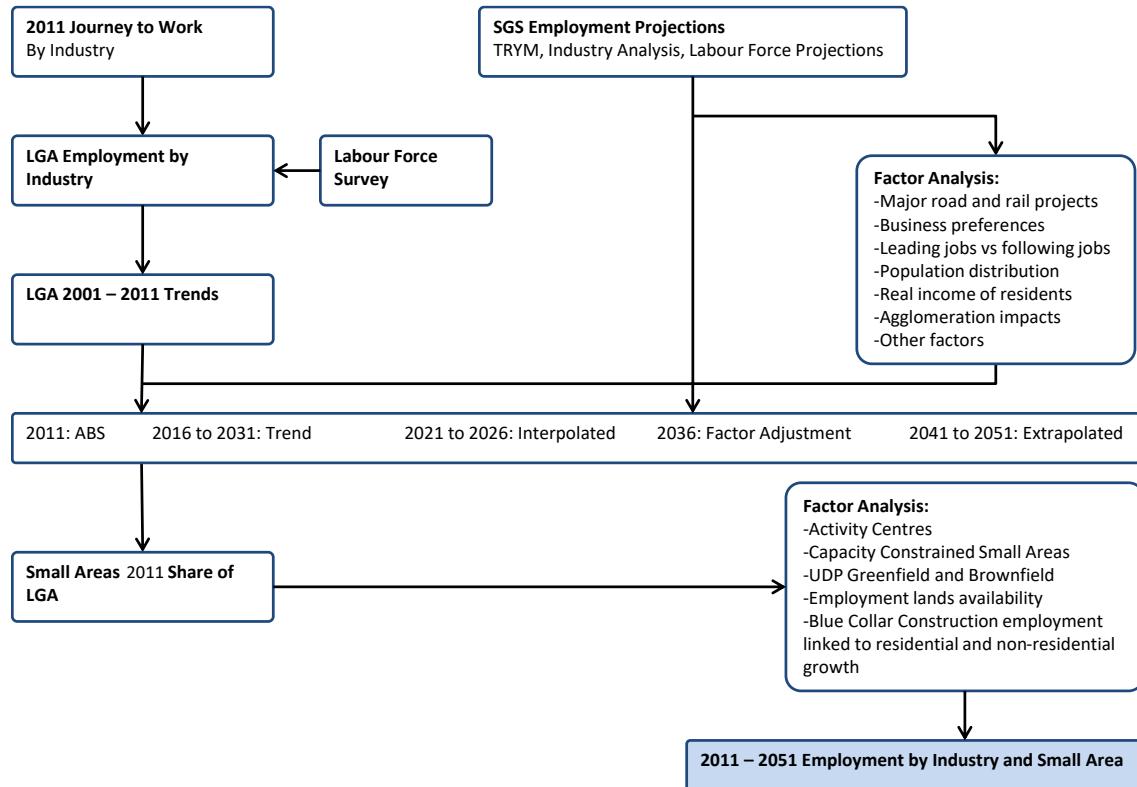 2011 Journey to Work
By Industry
SGS Employment Projections
TRYM, Industry Analysis, Labour Force Projections
LGA Employment by
Industry
Labour Force
Survey
Factor Analysis:
-Major road and rail projects
-Business preferences
-Leading jobs vs following jobs
-Population distribution
-Real income of residents
-Agglomeration impacts
-Other factors
LGA 2001 – 2011 Trends
2011: ABS 2016 to 2031: Trend 2021 to 2026: Interpolated 2036: Factor Adjustment 2041 to 2051: Extrapolated
Small Areas 2011 Share of
LGA
Factor Analysis:
-Activity Centres
-Capacity Constrained Small Areas
-UDP Greenfield and Brownfield
-Employment lands availability
-Blue Collar Construction employment
linked to residential and non-residential
growth
2011 – 2051 Employment by Industry and Small Area